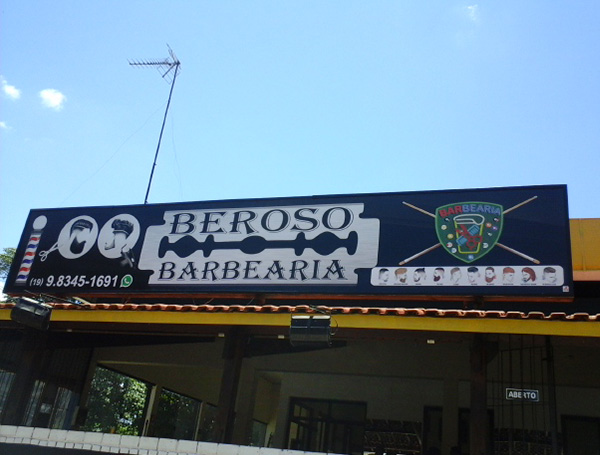 BEROSO
BARBEARIA
(19) 9.8345-1691
BARBEARIA
ABERTO